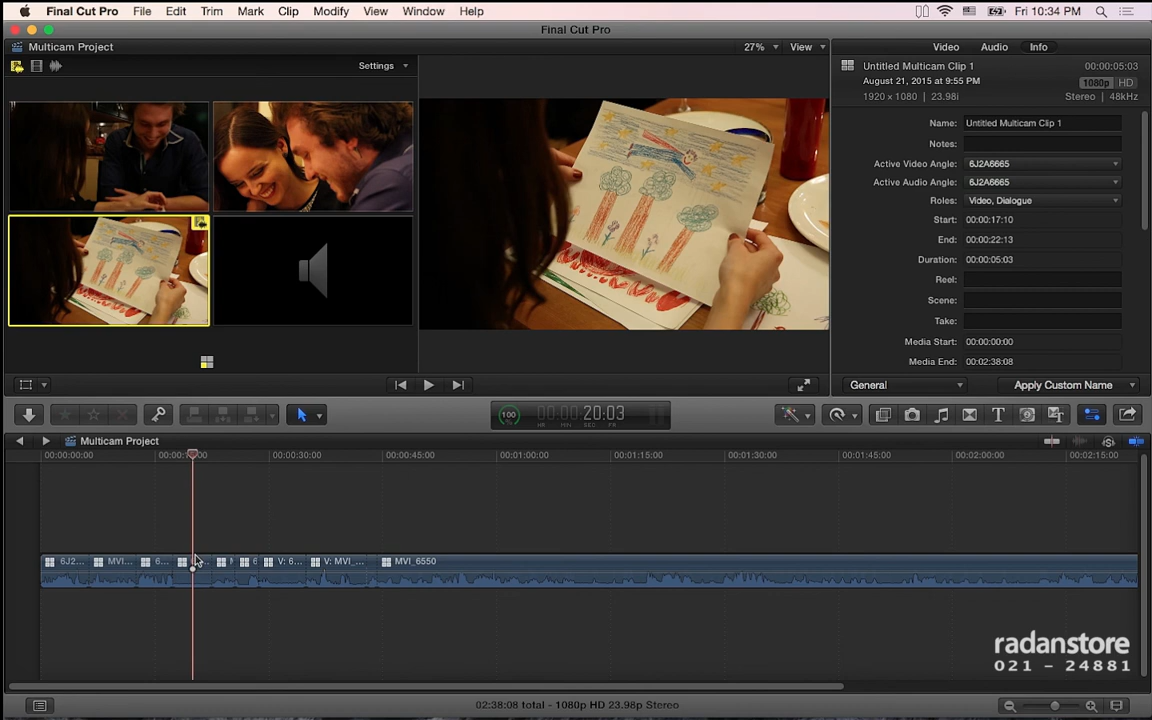 Final Cut Pro File Edit Trim Mark Clip Modify View Window Help Fri 10:34 PM
Final Cut Pro
Multicam Project 27% View Video Audio Info
Settings
Untitled Multicam Clip 1 00:00:05:03
August 21, 2015 at 9:55 PM 1080p HD
1920 x 1080 | 23.98i Stereo | 48kHz
Name: Untitled Multicam Clip 1
Notes:
Active Video Angle: 6J2A6665
Active Audio Angle: 6J2A6665
Roles: Video, Dialogue
Start: 00:00:17:10
End: 00:00:22:13
Duration: 00:00:05:03
Reel:
Scene:
Take:
Media Start: 00:00:00:00
Media End: 00:02:38:08
General Apply Custom Name
100 00:00:20:03
HR MIN SEC FR
Multicam Project
00:00:00:00 00:00:30:00 00:00:45:00 00:01:00:00 00:01:15:00 00:01:30:00 00:01:45:00 00:02:00:00 00:02:15:00
6J2... MVI... 6... V: 6... V: MVI_... MVI_6550
radanstore
021 - 24881
02:38:08 total - 1080p HD 23.98p Stereo